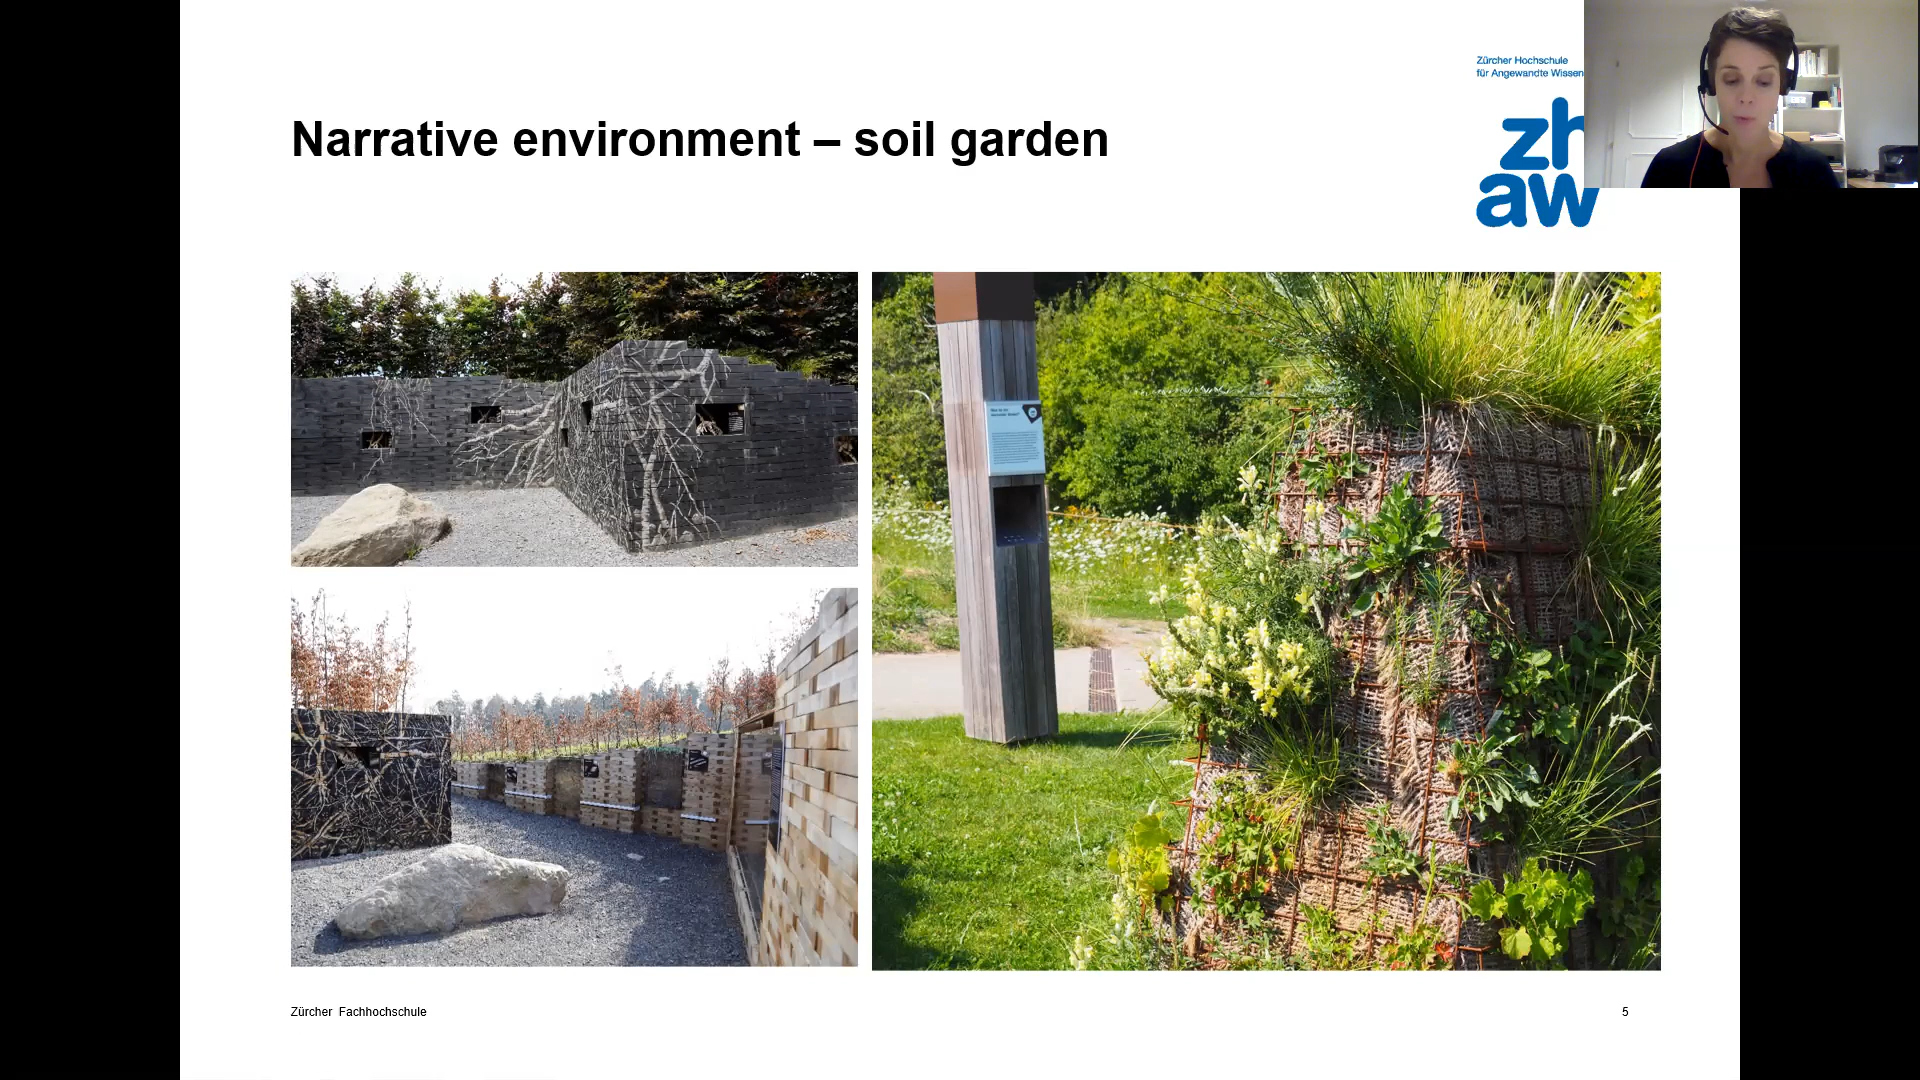 Zürcher Hochschule
für Angewandte Wissen
zh
aw
Narrative environment – soil garden
Zürcher Fachhochschule
5